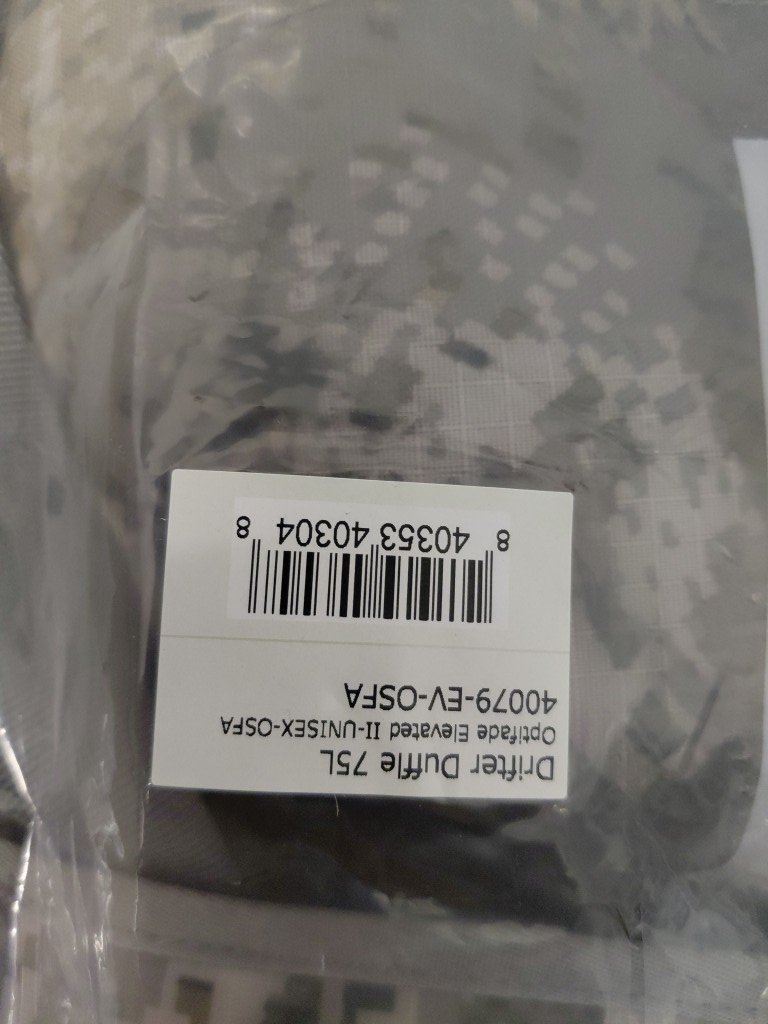 Drifter Duffle 75L
Optifade Elevated II-UNISEX-OSFA
40079-EV-OSFA
8 40353 40304 8